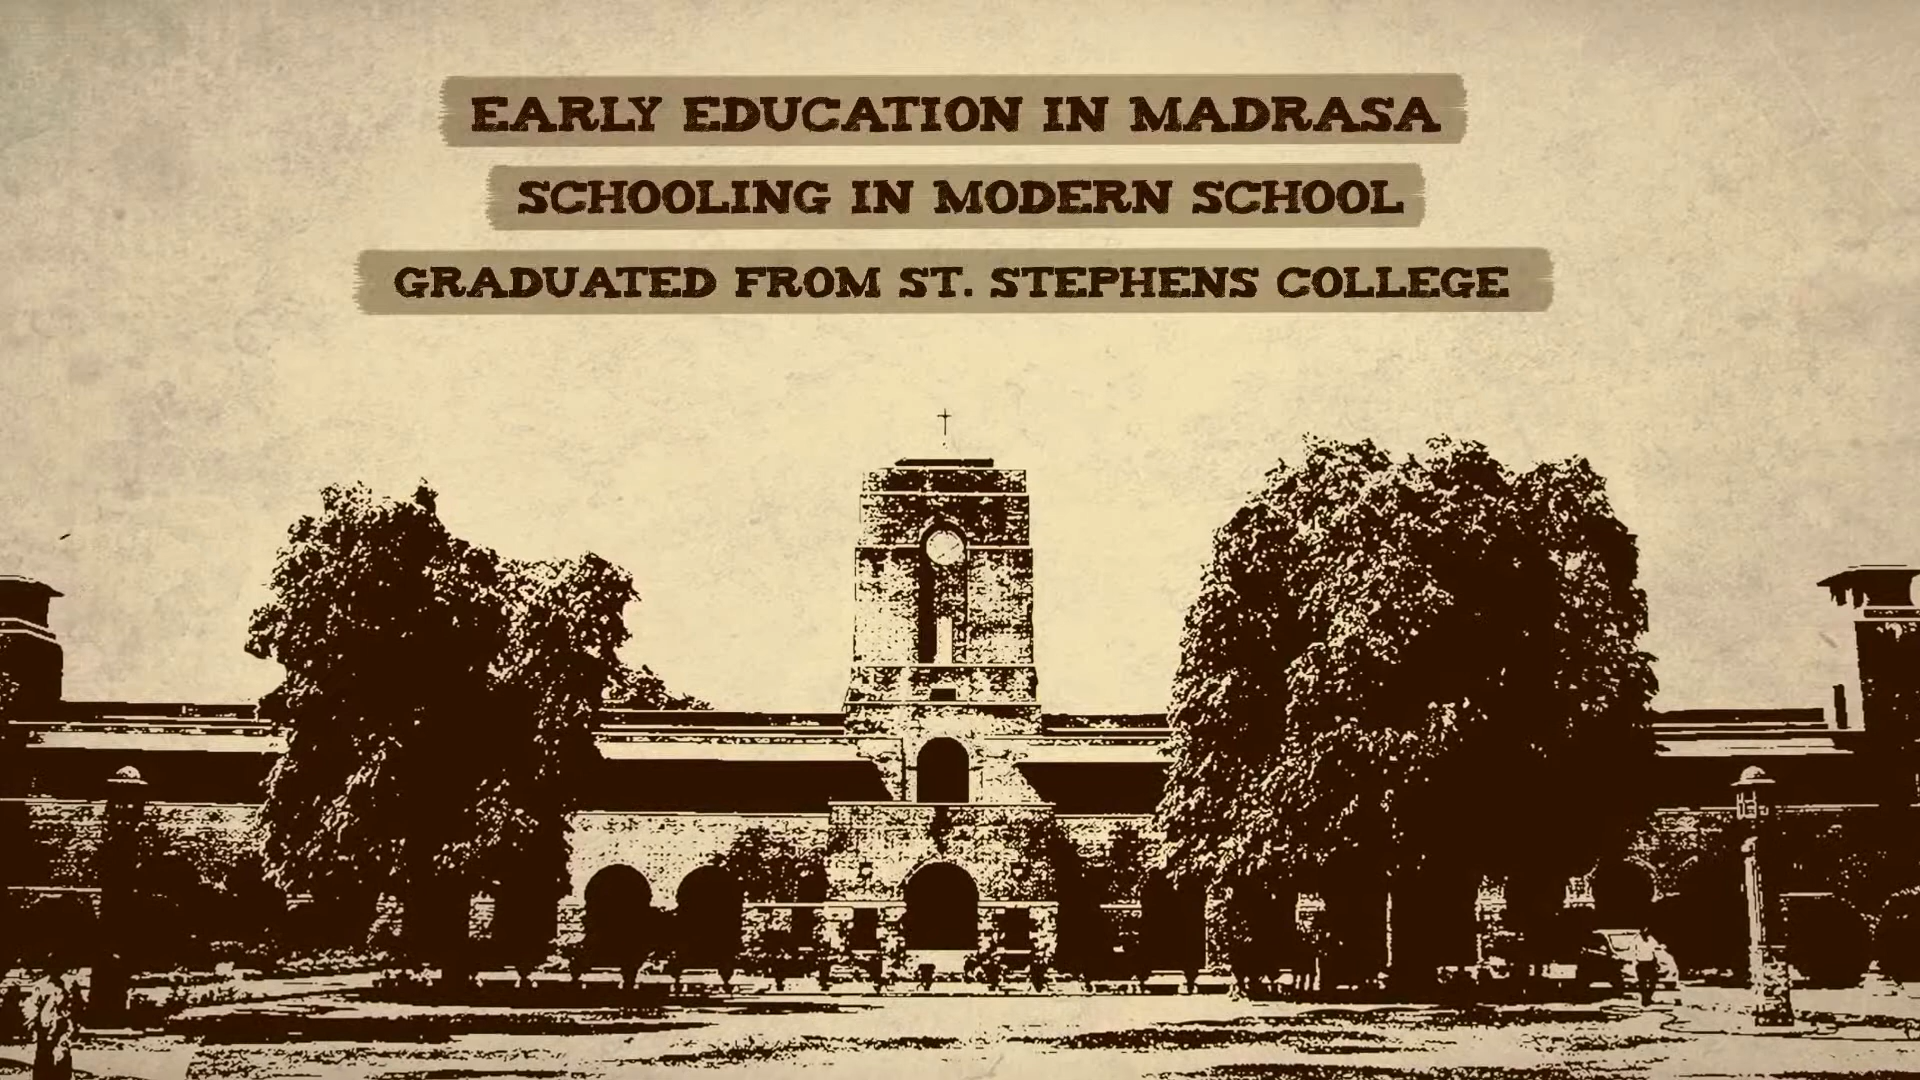 EARLY EDUCATION IN MADRASA
SCHOOLING IN MODERN SCHOOL
GRADUATED FROM ST. STEPHENS COLLEGE